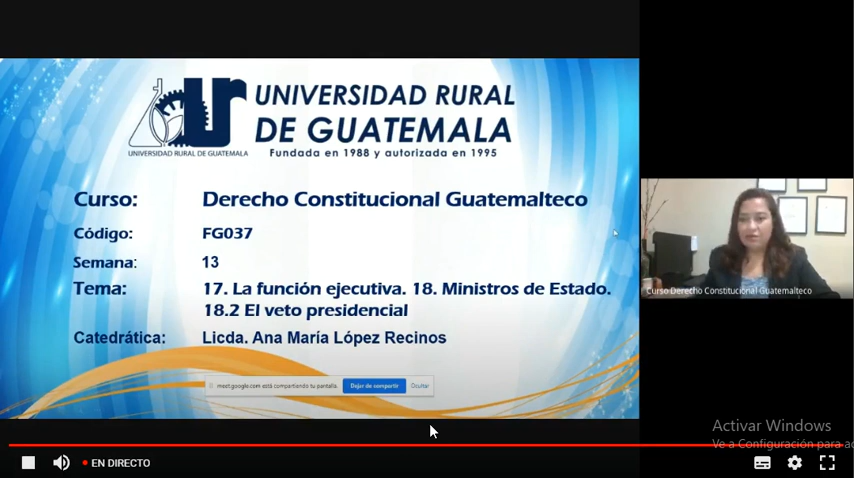 UNIVERSIDAD RURAL
DE GUATEMALA
Fundada en 1988 y autorizada en 1995
UNIVERSIDAD RURAL DE GUATEMALA
Curso: Derecho Constitucional Guatemalteco
Código: FG037
Semana: 13
Tema: 17. La función ejecutiva. 18. Ministros de Estado.
18.2 El veto presidencial
Catedrática: Licda. Ana María López Recinos
meet.google.com está compartiendo tu pantalla. Dejar de compartir Ocultar
Curso Derecho Constitucional Guatemalteco
Activar Windows
Ve a Configuración para ac
EN DIRECTO